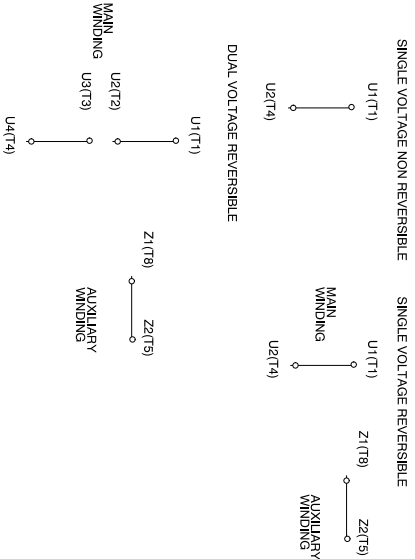 SINGLE VOLTAGE NON REVERSIBLE
U1(T1)
U2(T4)
SINGLE VOLTAGE REVERSIBLE
U1(T1)
MAIN
WINDING
U2(T4)
Z1(T8)
Z2(T5)
AUXILIARY
WINDING
DUAL VOLTAGE REVERSIBLE
U1(T1)
MAIN
WINDING
U2(T2)
U3(T3)
U4(T4)
Z1(T8)
Z2(T5)
AUXILIARY
WINDING